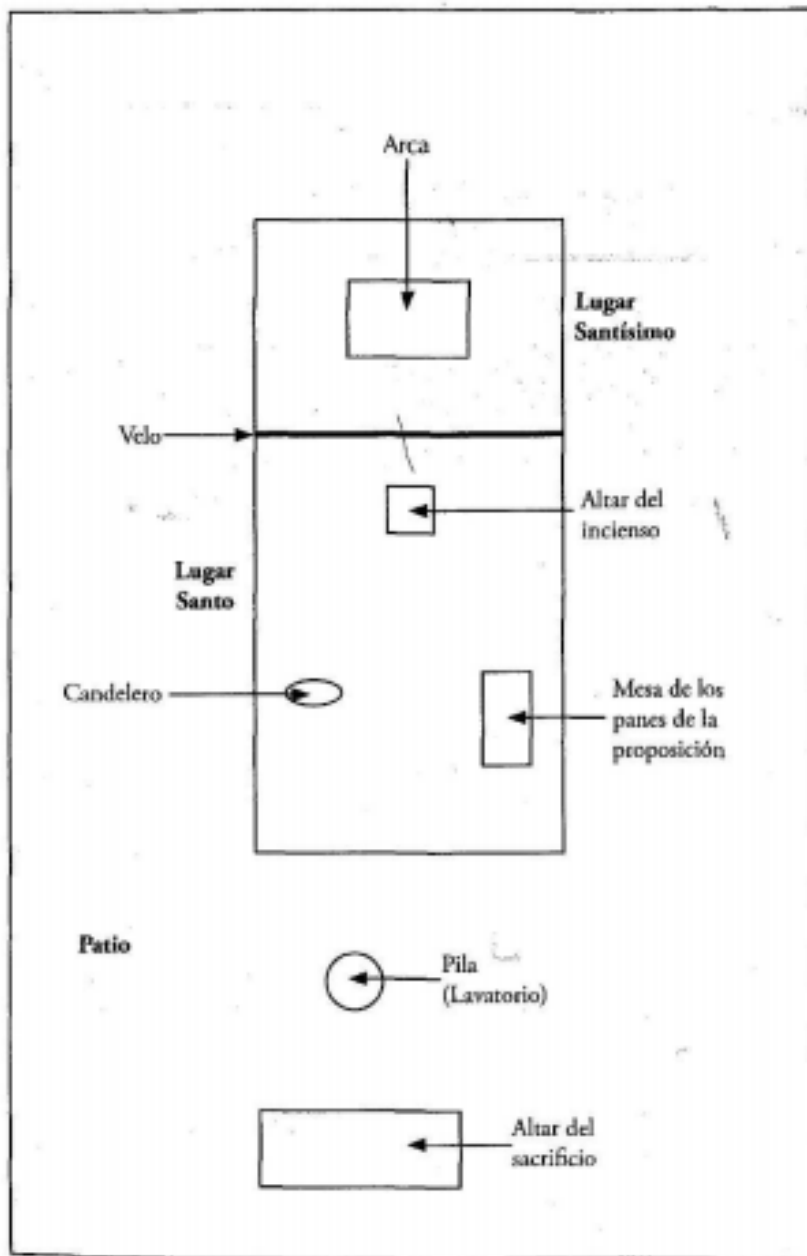 Arca
Lugar
Santísimo
Velo
Altar del
incienso
Lugar
Santo
Candelero
Mesa de los
panes de la
proposición
Patio
Pila
(Lavatorio)
Altar del
sacrificio